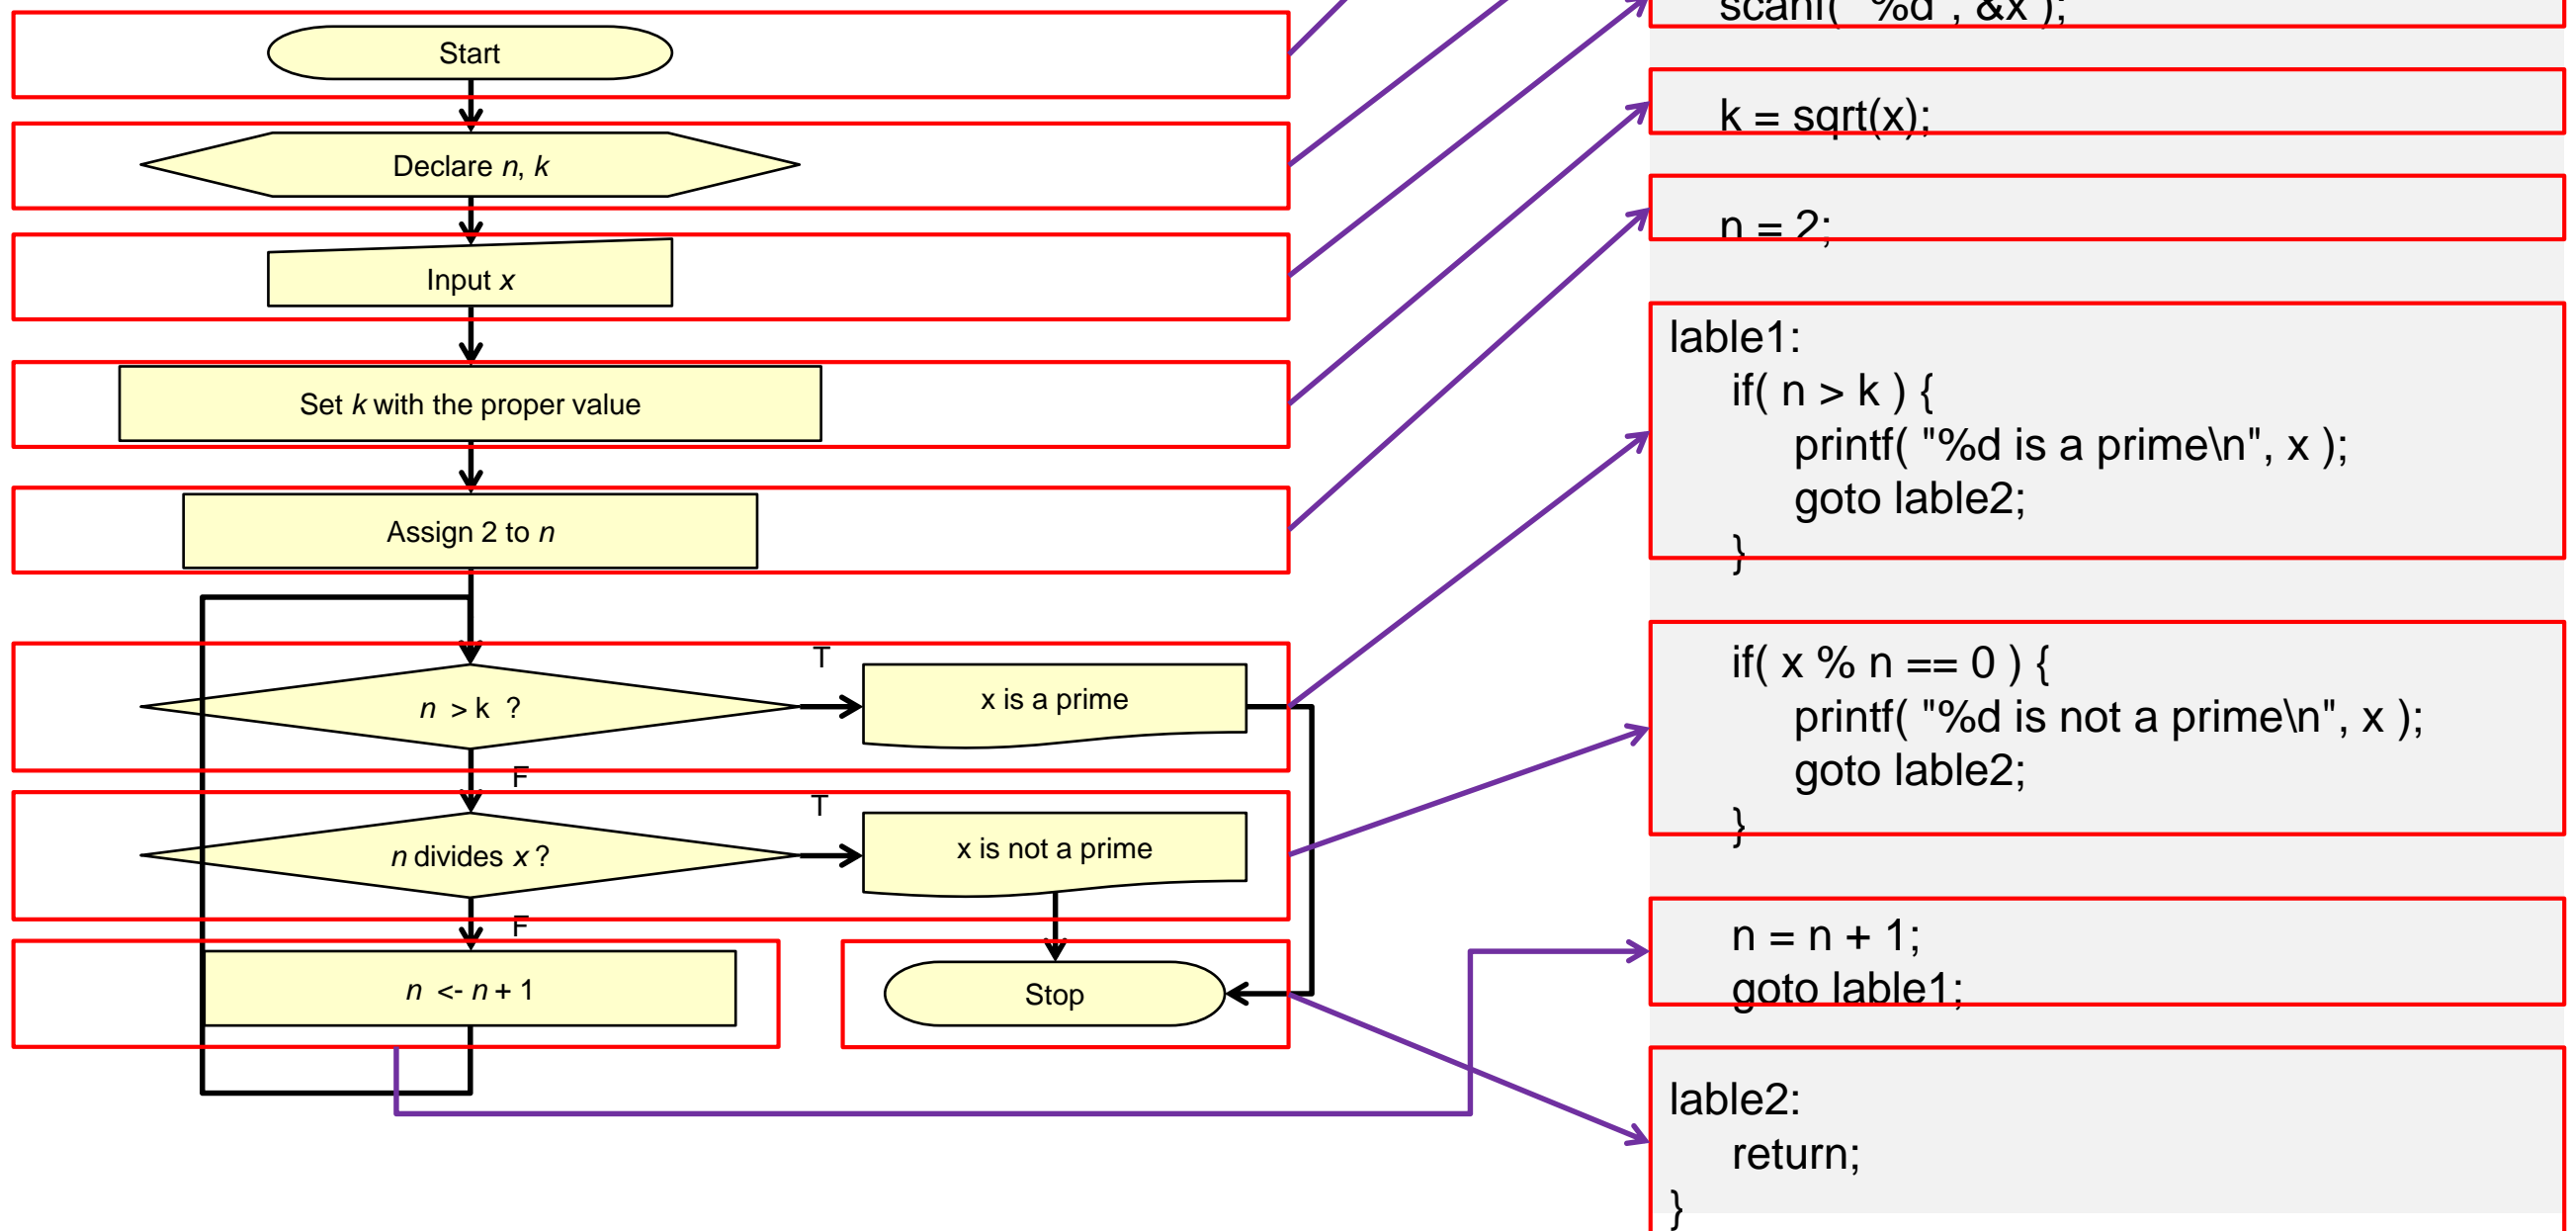 Start
Declare n, k
Input x
Set k with the proper value
Assign 2 to n
n > k ?
T
x is a prime
F
n divides x ?
T
x is not a prime
F
n <- n + 1
Stop
scanf( "%d", &x );
k = sqrt(x);
n = 2;
lable1:
if( n > k ) {
printf( "%d is a prime\n", x );
goto lable2;
}
if( x % n == 0 ) {
printf( "%d is not a prime\n", x );
goto lable2;
}
n = n + 1;
goto lable1;
lable2:
return;
}